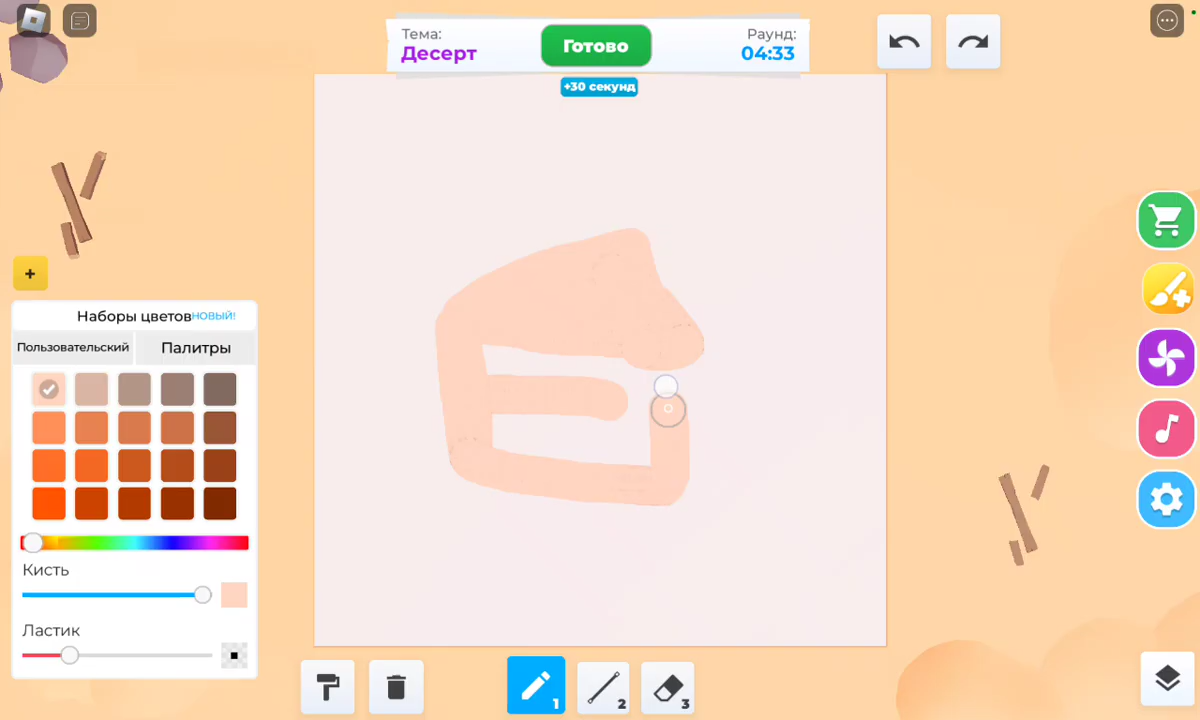 Тема:
Десерт
Готово
Раунд:
04:33
+30 секунд
+
Наборы цветов НОВЫЙ!
Пользовательский
Палитры
Кисть
Ластик
1
2
3